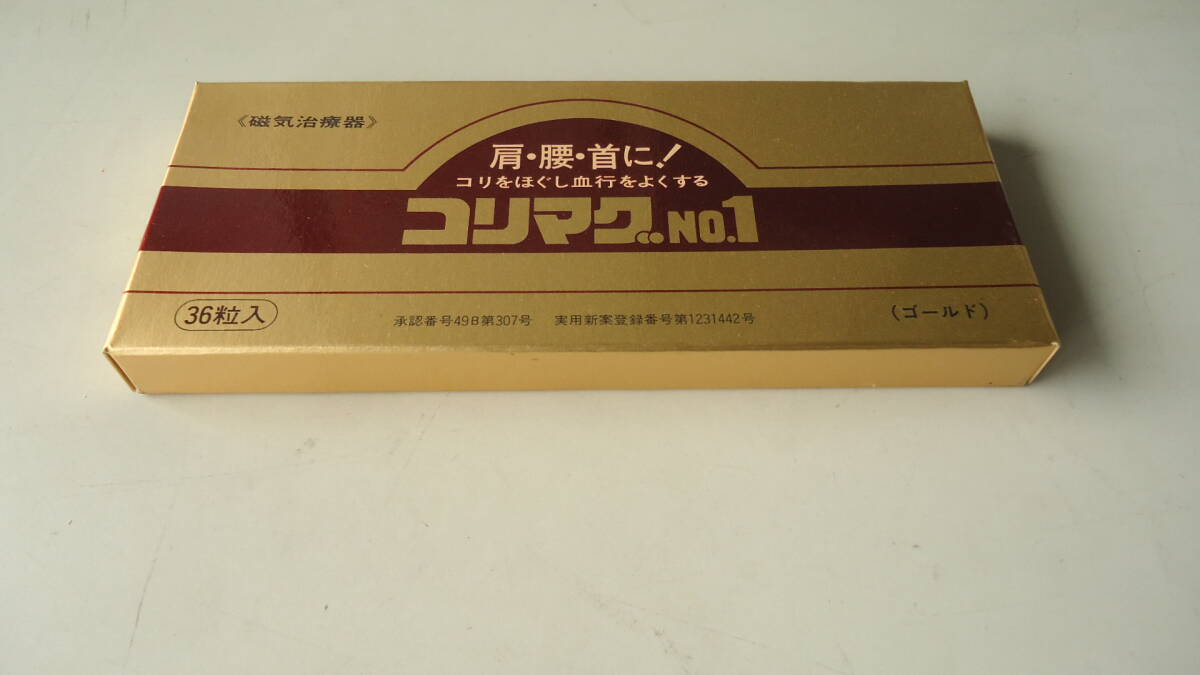 《磁気治療器》
肩・腰・首に!
コリをほぐし血行をよくする
コリマグNO.1
36粒入
承認番号49B第307号 実用新案登録番号第1231442号
(ゴールド)